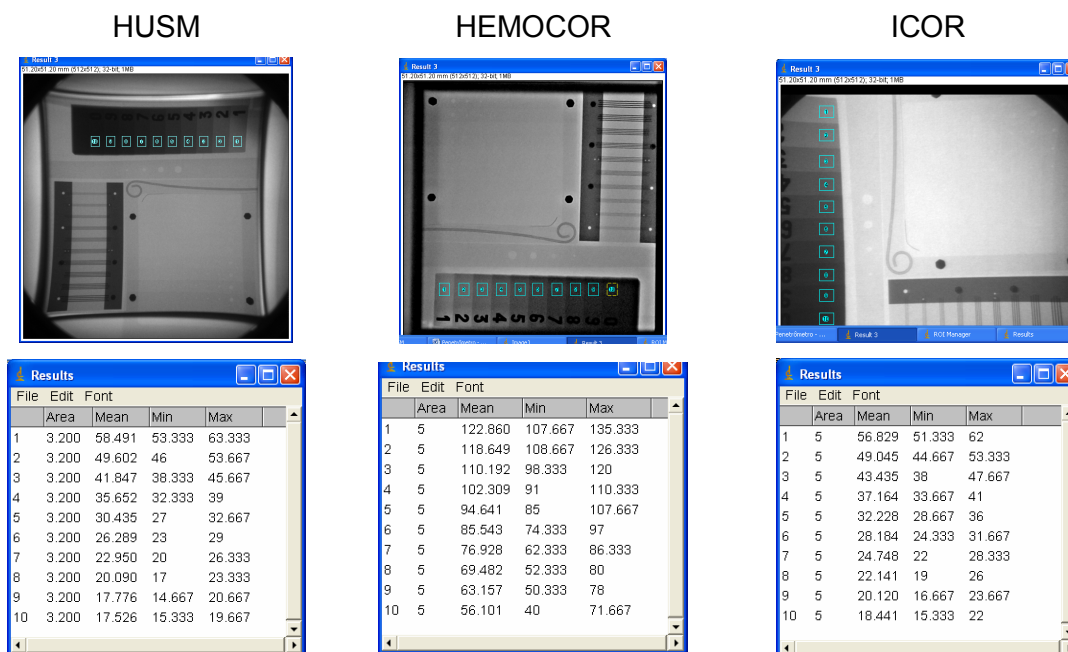 HUSM HEMOCOR ICOR
Result 3
51.20x51.20 mm (512x512); 32-bit; 1MB
Result 3
51.20x51.20 mm (512x512); 32-bit; 1MB
Result 3
51.20x51.20 mm (512x512); 32-bit; 1MB
1
2
3
4
5
6
7
8
9
0
Result 3
Result 3
ROI Manager
Results
Results
File Edit Font
Area Mean Min Max
1 3.200 58.491 53.333 63.333
2 3.200 49.602 46 53.667
3 3.200 41.847 38.333 45.667
4 3.200 35.652 32.333 39
5 3.200 30.435 27 32.667
6 3.200 26.289 23 29
7 3.200 22.950 20 26.333
8 3.200 20.090 17 23.333
9 3.200 17.776 14.667 20.667
10 3.200 17.526 15.333 19.667
Results
File Edit Font
Area Mean Min Max
1 5 122.860 107.667 135.333
2 5 118.649 108.667 126.333
3 5 110.192 98.333 120
4 5 102.309 91 110.333
5 5 94.641 85 107.667
6 5 85.543 74.333 97
7 5 76.928 62.333 86.333
8 5 69.482 52.333 80
9 5 63.157 50.333 78
10 5 56.101 40 71.667
Results
File Edit Font
Area Mean Min Max
1 5 56.829 51.333 62
2 5 49.045 44.667 53.333
3 5 43.435 38 47.667
4 5 37.164 33.667 41
5 5 32.228 28.667 36
6 5 28.184 24.333 31.667
7 5 24.748 22 28.333
8 5 22.141 19 26
9 5 20.120 16.667 23.667
10 5 18.441 15.333 22